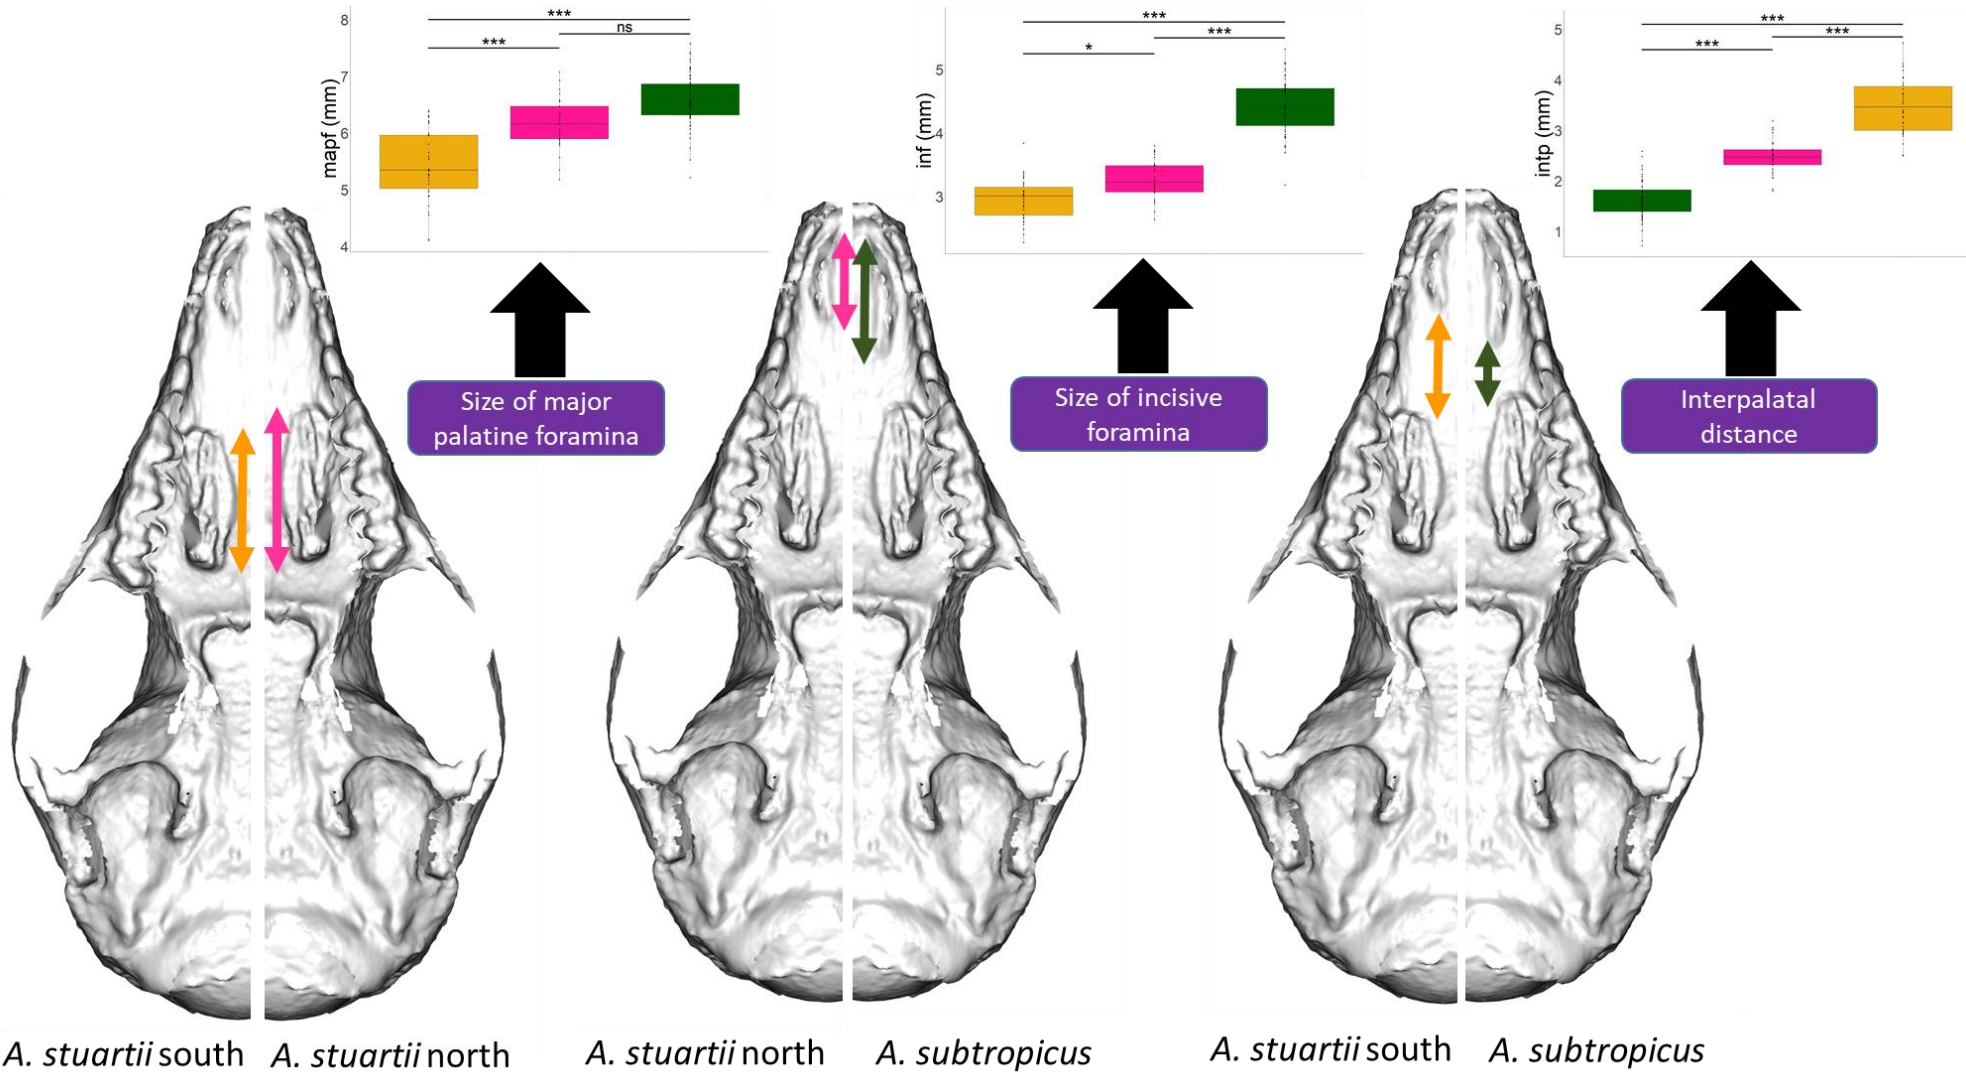 ***
ns
***
8
7
6
5
4
mapf (mm)
***
***
*
5
4
3
inf (mm)
***
***
***
5
4
3
2
1
intp (mm)
Size of major
palatine foramina
Size of incisive
foramina
Interpalatal
distance
A. stuartii south
A. stuartii north
A. stuartii north
A. subtropicus
A. stuartii south
A. subtropicus